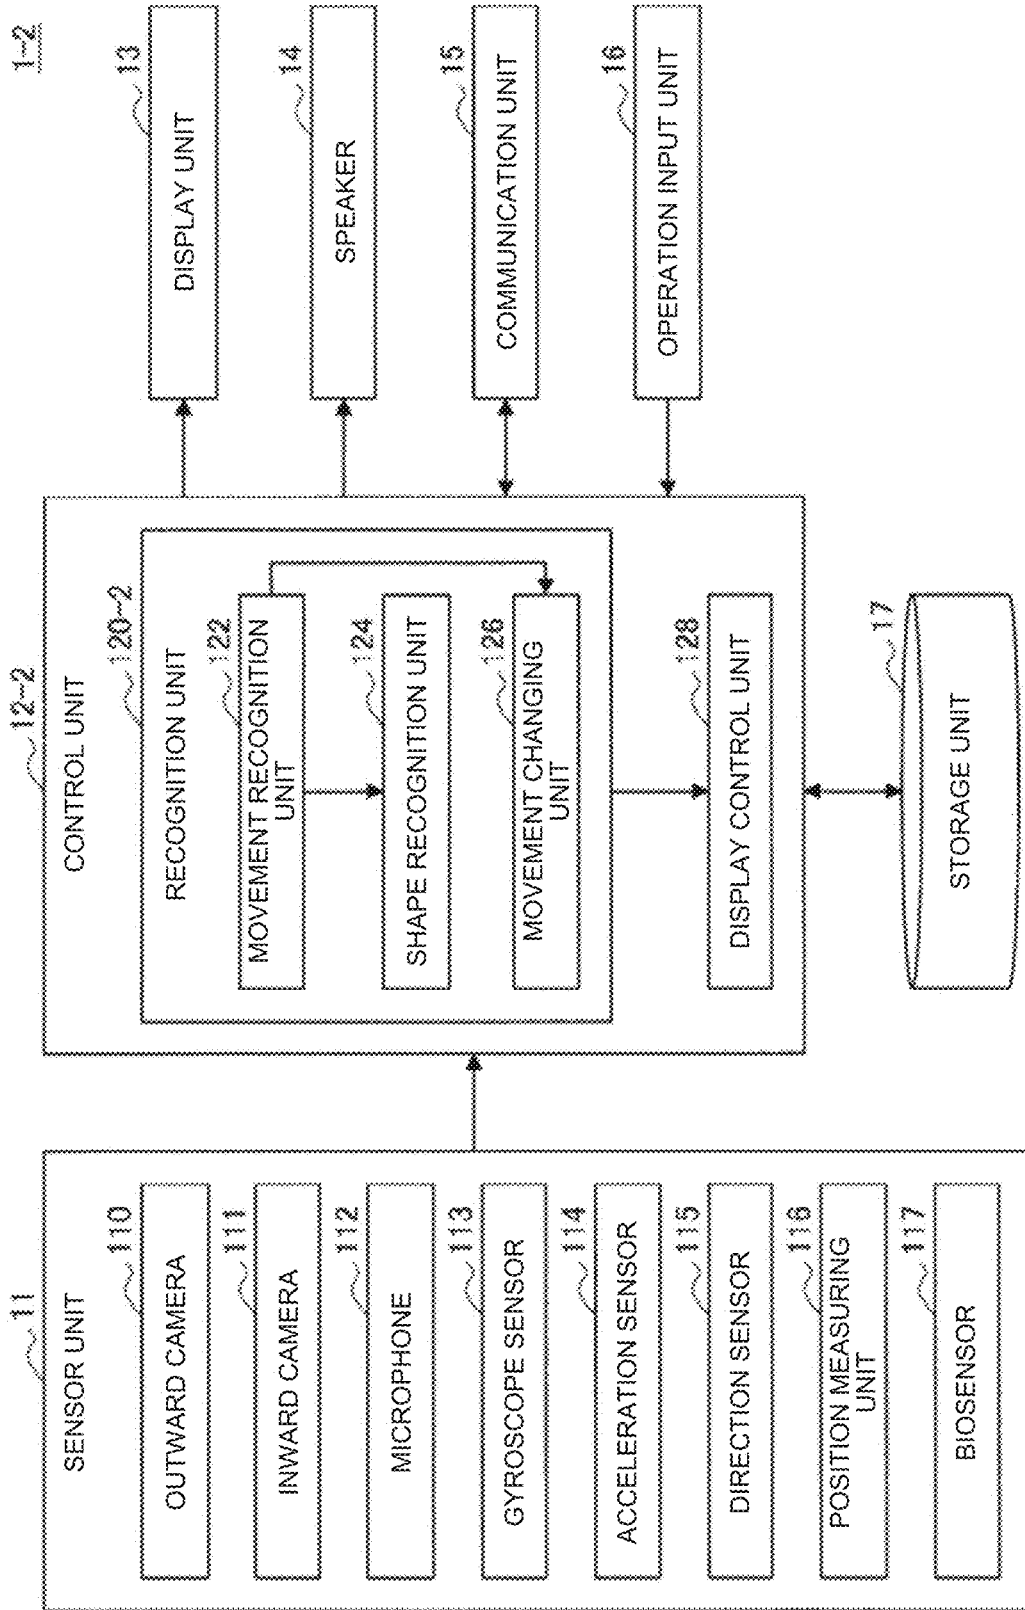 1-2
11
SENSOR UNIT
110
OUTWARD CAMERA
111
INWARD CAMERA
112
MICROPHONE
113
GYROSCOPE SENSOR
114
ACCELERATION SENSOR
115
DIRECTION SENSOR
116
POSITION MEASURING
UNIT
117
BIOSENSOR
12-2
CONTROL UNIT
120-2
RECOGNITION UNIT
122
MOVEMENT RECOGNITION
UNIT
124
SHAPE RECOGNITION UNIT
126
MOVEMENT CHANGING
UNIT
128
DISPLAY CONTROL UNIT
17
STORAGE UNIT
13
DISPLAY UNIT
14
SPEAKER
15
COMMUNICATION UNIT
16
OPERATION INPUT UNIT